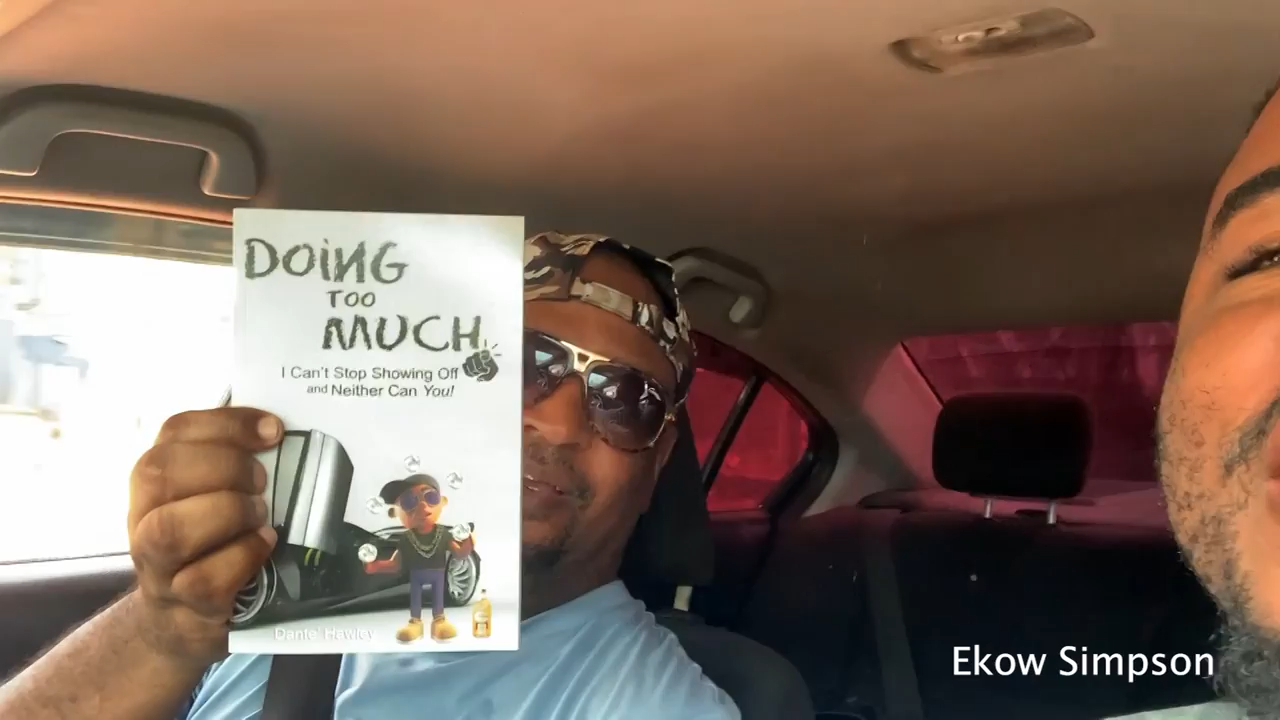 DOING
TOO
MUCH
I Can't Stop Showing Off
and Neither Can You!
Dante' Hawley
Ekow Simpson